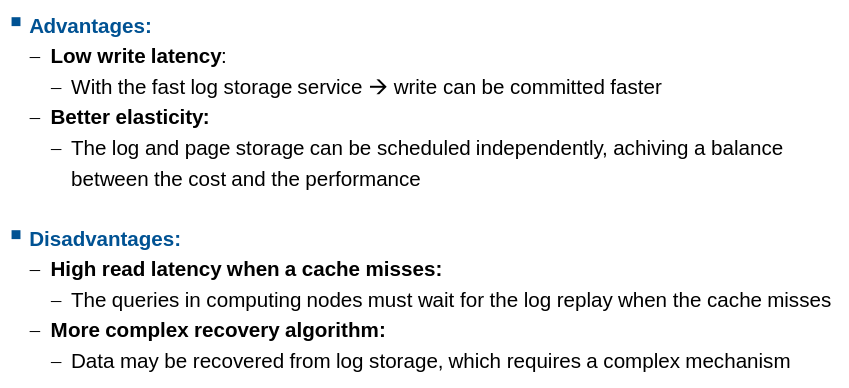 ▪ Advantages:
– Low write latency:
– With the fast log storage service → write can be committed faster
– Better elasticity:
– The log and page storage can be scheduled independently, achiving a balance
between the cost and the performance
▪ Disadvantages:
– High read latency when a cache misses:
– The queries in computing nodes must wait for the log replay when the cache misses
– More complex recovery algorithm:
– Data may be recovered from log storage, which requires a complex mechanism